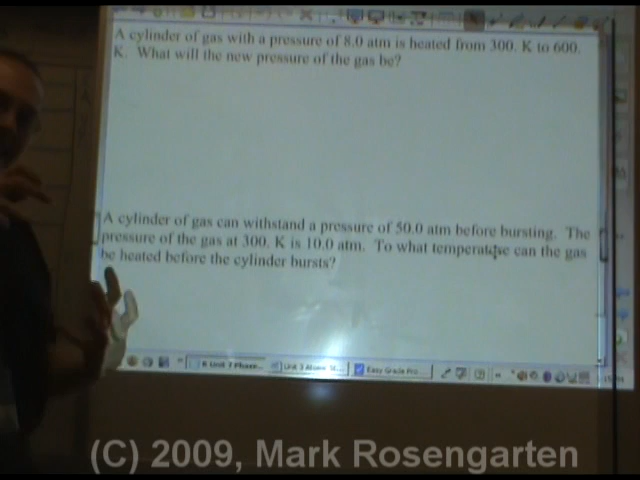 A cylinder of gas with a pressure of 8.0 atm is heated from 300. K to 600.
K. What will the new pressure of the gas be?
A cylinder of gas can withstand a pressure of 50.0 atm before bursting. The
pressure of the gas at 300. K is 10.0 atm. To what temperature can the gas
be heated before the cylinder bursts?
Easy Grade Pro
(C) 2009, Mark Rosengarten